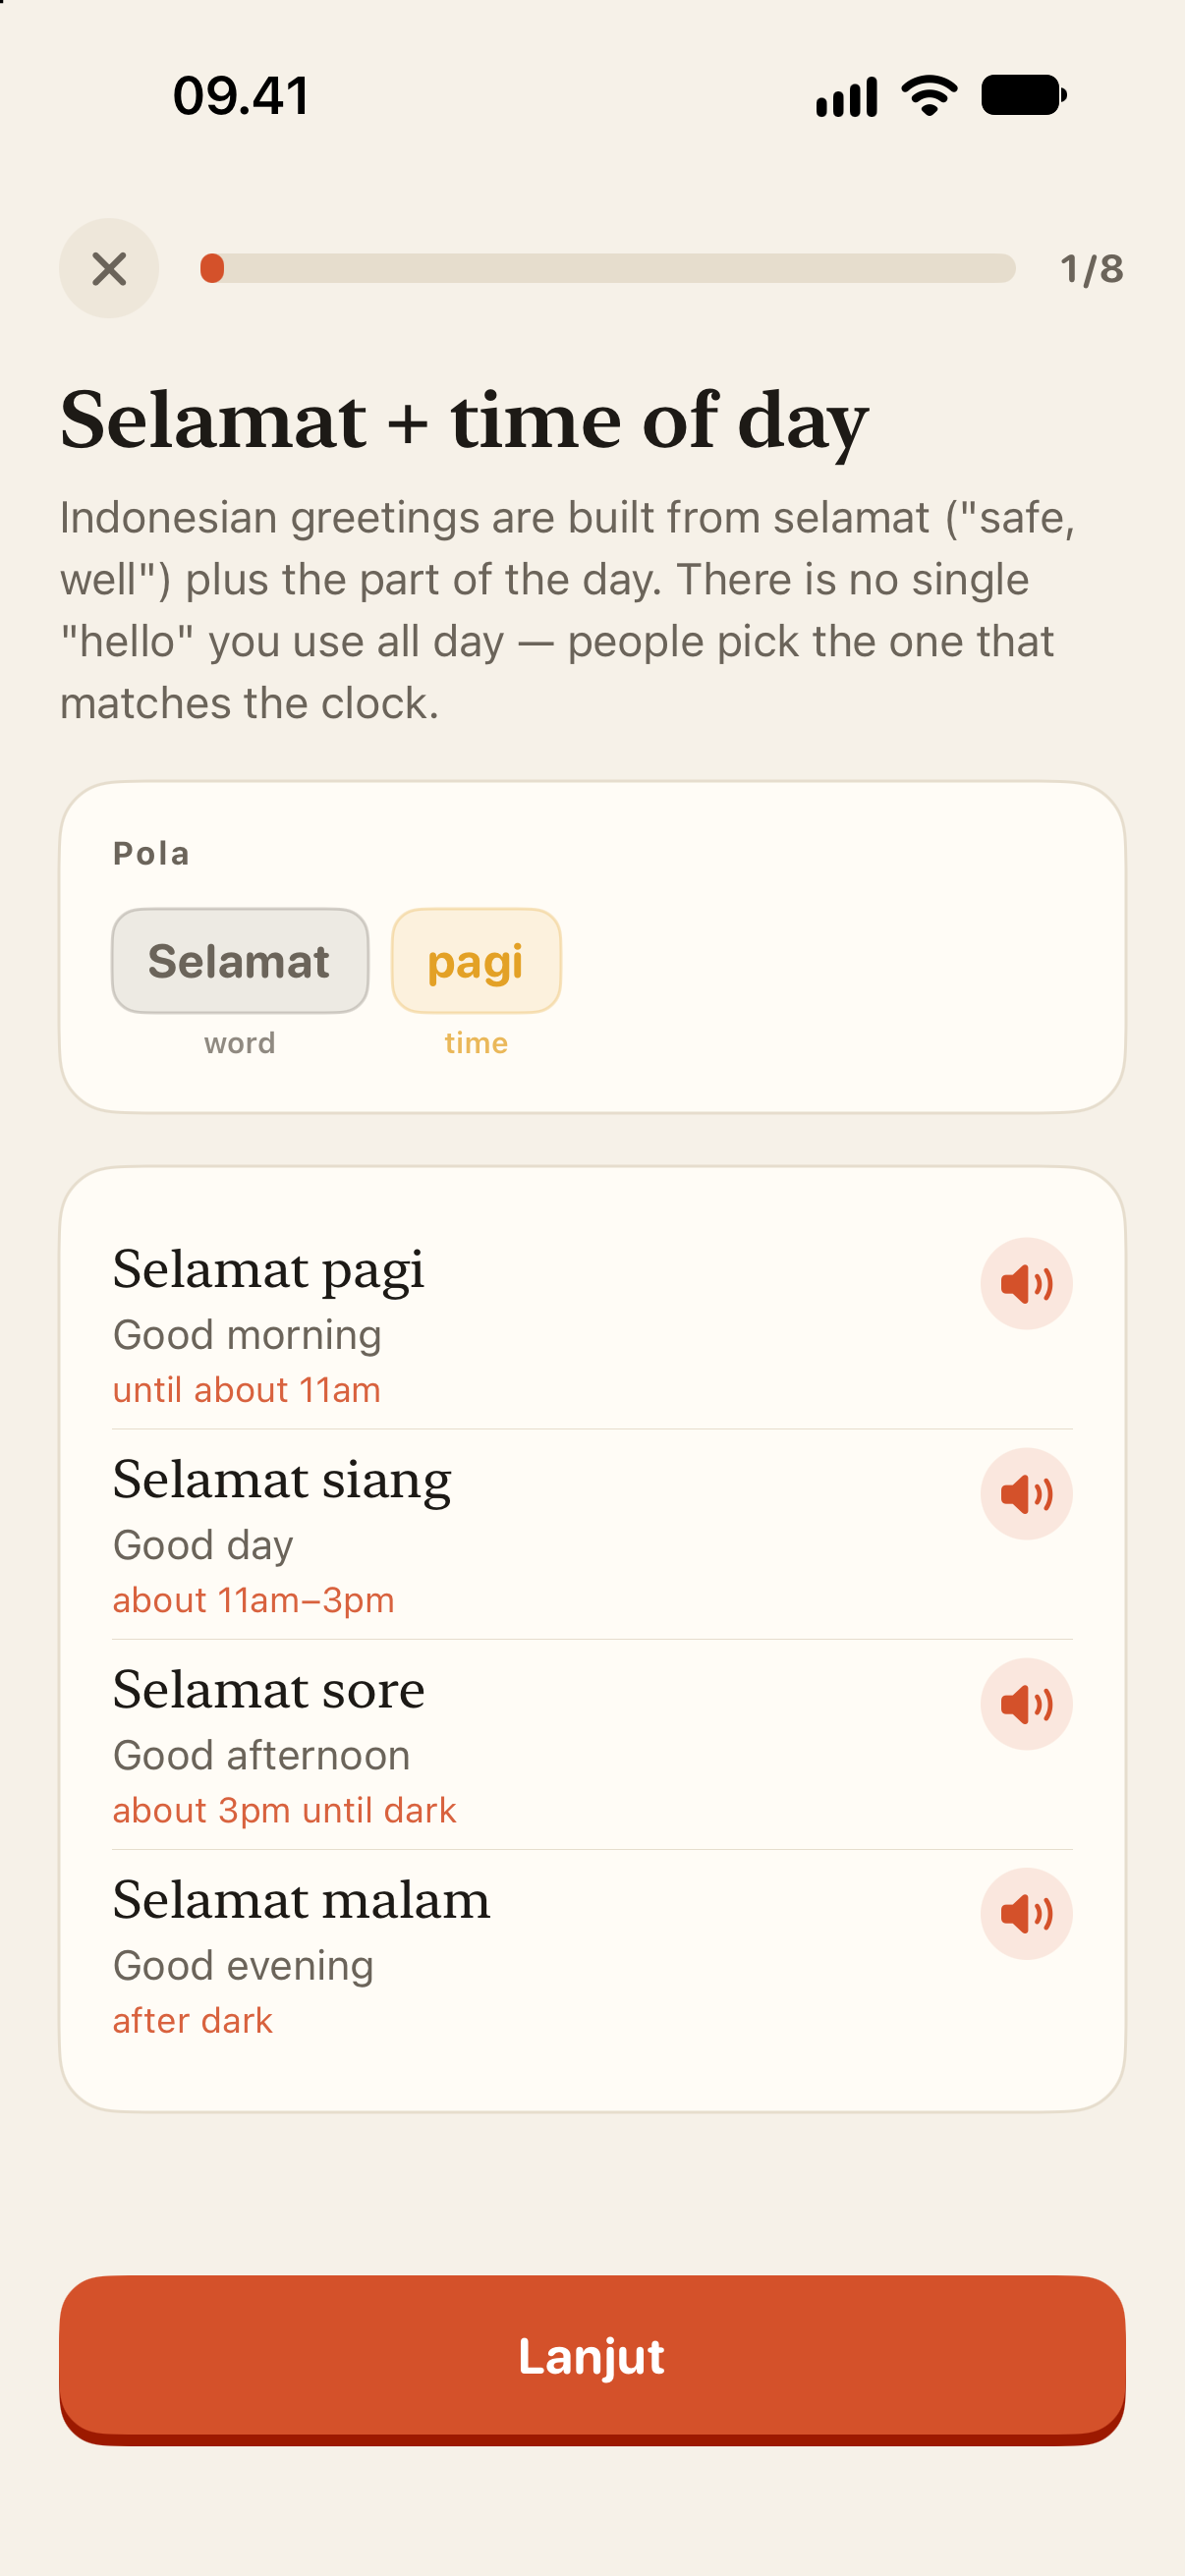 09.41
1/8
Selamat + time of day
Indonesian greetings are built from selamat ("safe,
well") plus the part of the day. There is no single
"hello" you use all day — people pick the one that
matches the clock.
Pola
Selamat pagi
word time
Selamat pagi
Good morning
until about 11am
Selamat siang
Good day
about 11am–3pm
Selamat sore
Good afternoon
about 3pm until dark
Selamat malam
Good evening
after dark
Lanjut